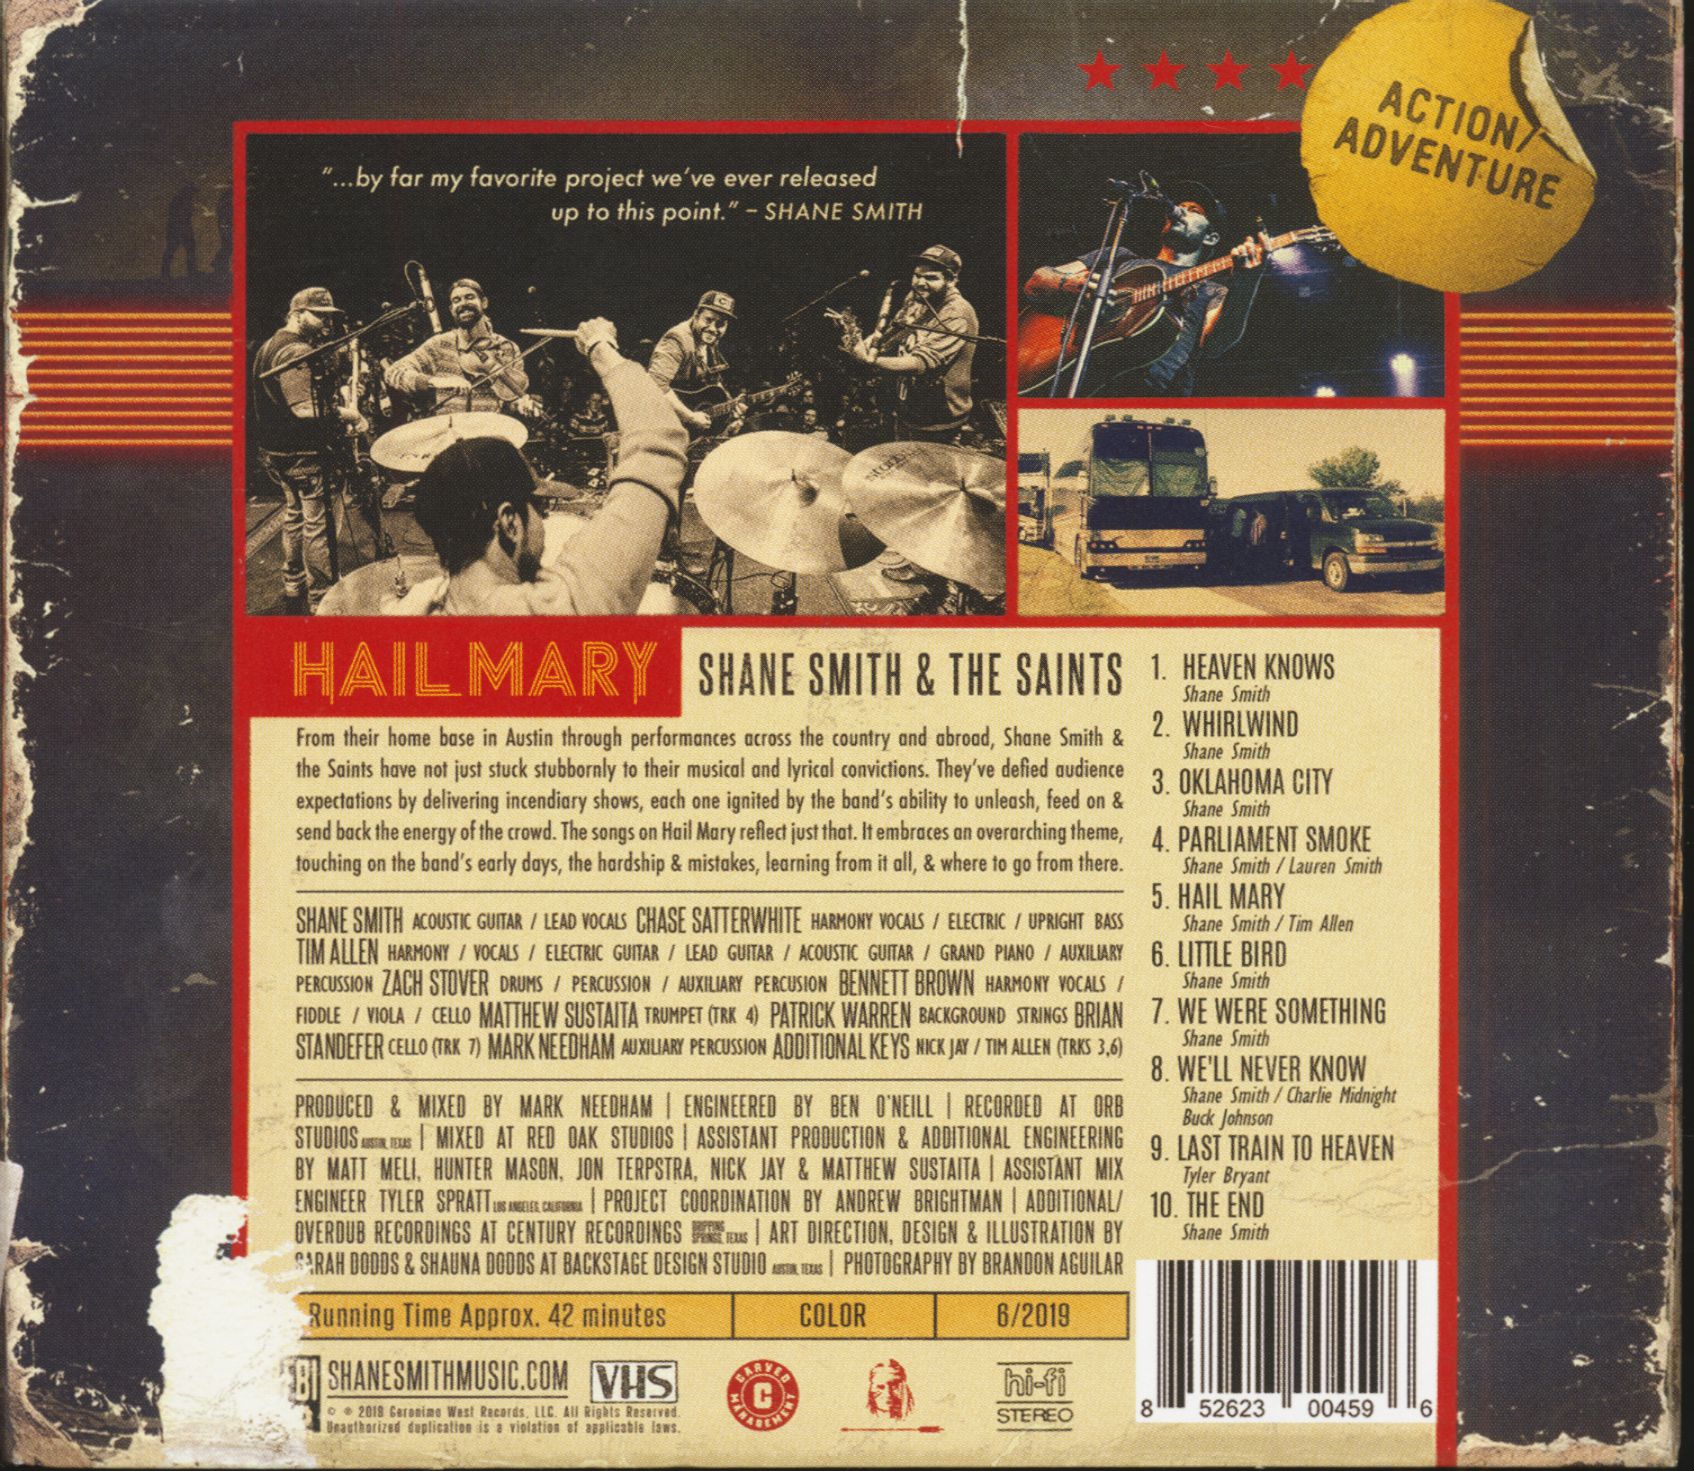 ACTION/
ADVENTURE
"...by far my favorite project we've ever released
up to this point." – SHANE SMITH
HAIL MARY
SHANE SMITH & THE SAINTS
From their home base in Austin through performances across the country and abroad, Shane Smith &
the Saints have not just stuck stubbornly to their musical and lyrical convictions. They've defied audience
expectations by delivering incendiary shows, each one ignited by the band's ability to unleash, feed on &
send back the energy of the crowd. The songs on Hail Mary reflect just that. It embraces an overarching theme,
touching on the band's early days, the hardship & mistakes, learning from it all, & where to go from there.
SHANE SMITH ACOUSTIC GUITAR / LEAD VOCALS CHASE SATTERWHITE HARMONY VOCALS / ELECTRIC / UPRIGHT BASS
TIM ALLEN HARMONY / VOCALS / ELECTRIC GUITAR / LEAD GUITAR / ACOUSTIC GUITAR / GRAND PIANO / AUXILIARY
PERCUSSION ZACH STOVER DRUMS / PERCUSSION / AUXILIARY PERCUSION BENNETT BROWN HARMONY VOCALS /
FIDDLE / VIOLA / CELLO MATTHEW SUSTAITA TRUMPET (TRK 4) PATRICK WARREN BACKGROUND STRINGS BRIAN
STANDEFER CELLO (TRK 7) MARK NEEDHAM AUXILIARY PERCUSSION ADDITIONAL KEYS NICK JAY / TIM ALLEN (TRKS 3,6)
PRODUCED & MIXED BY MARK NEEDHAM | ENGINEERED BY BEN O'NEILL | RECORDED AT ORB
STUDIOS AUSTIN, TEXAS | MIXED AT RED OAK STUDIOS | ASSISTANT PRODUCTION & ADDITIONAL ENGINEERING
BY MATT MELI, HUNTER MASON, JON TERPSTRA, NICK JAY & MATTHEW SUSTAITA | ASSISTANT MIX
ENGINEER TYLER SPRATT LOS ANGELES, CALIFORNIA | PROJECT COORDINATION BY ANDREW BRIGHTMAN | ADDITIONAL/
OVERDUB RECORDINGS AT CENTURY RECORDINGS DRIPPING SPRINGS, TEXAS | ART DIRECTION, DESIGN & ILLUSTRATION BY
SARAH DODDS & SHAUNA DODDS AT BACKSTAGE DESIGN STUDIO AUSTIN, TEXAS | PHOTOGRAPHY BY BRANDON AGUILAR
Running Time Approx. 42 minutes
COLOR
6/2019
SHANESMITHMUSIC.COM
VHS
© ℗ 2019 Geronimo West Records, LLC. All Rights Reserved.
Unauthorized duplication is a violation of applicable laws.
CARVED
C
MANAGEMENT
hi-fi
STEREO
1. HEAVEN KNOWS
Shane Smith
2. WHIRLWIND
Shane Smith
3. OKLAHOMA CITY
Shane Smith
4. PARLIAMENT SMOKE
Shane Smith / Lauren Smith
5. HAIL MARY
Shane Smith / Tim Allen
6. LITTLE BIRD
Shane Smith
7. WE WERE SOMETHING
Shane Smith
8. WE'LL NEVER KNOW
Shane Smith / Charlie Midnight
Buck Johnson
9. LAST TRAIN TO HEAVEN
Tyler Bryant
10. THE END
Shane Smith
8 52623 00459 6